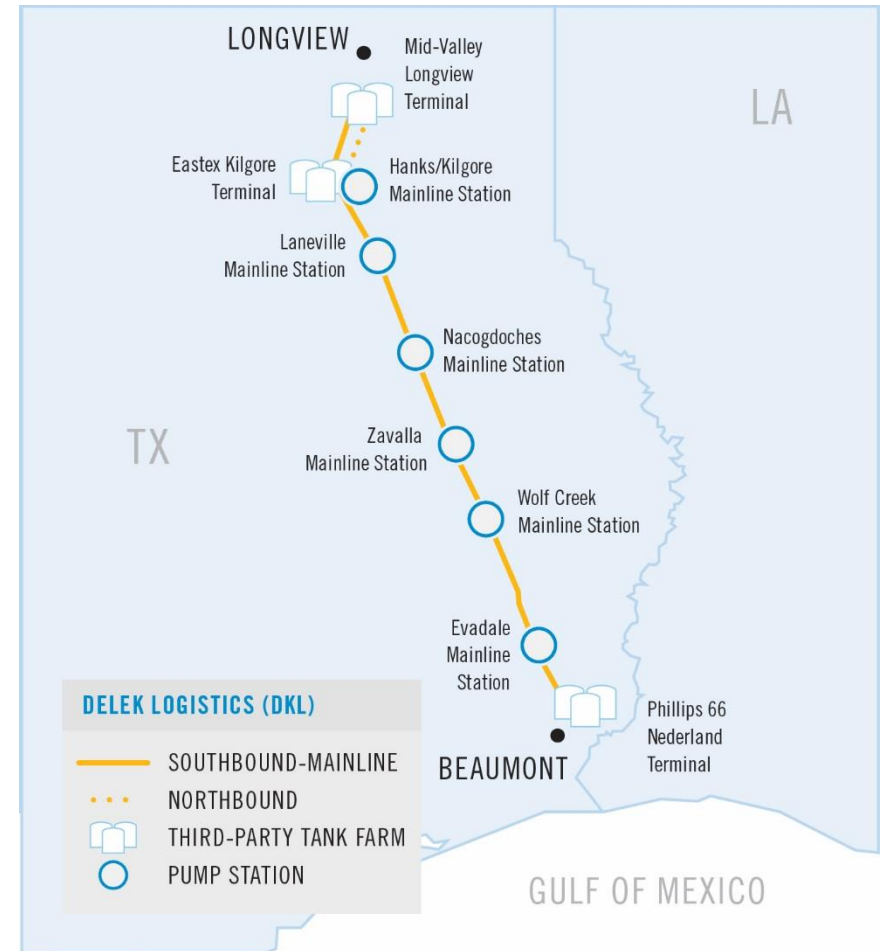 LONGVIEW
Mid-Valley
Longview
Terminal
LA
Eastex Kilgore
Terminal
Hanks/Kilgore
Mainline Station
Laneville
Mainline Station
Nacogdoches
Mainline Station
TX
Zavalla
Mainline Station
Wolf Creek
Mainline Station
Evadale
Mainline
Station
Phillips 66
Nederland
Terminal
BEAUMONT
DELEK LOGISTICS (DKL)
SOUTHBOUND-MAINLINE
NORTHBOUND
THIRD-PARTY TANK FARM
PUMP STATION
GULF OF MEXICO